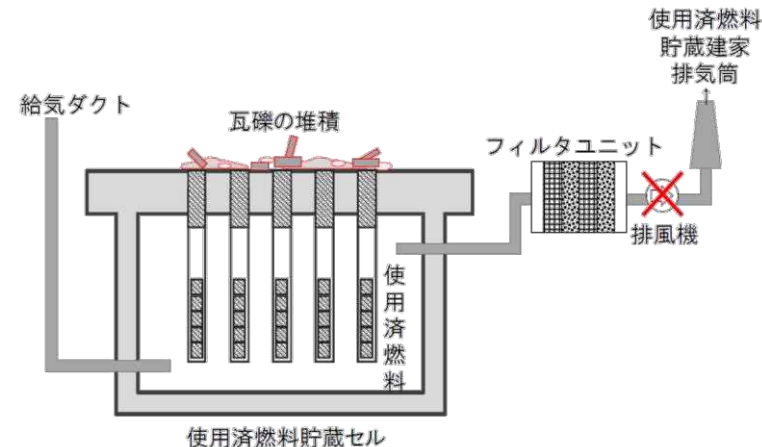 使用済燃料
貯蔵建家
排気筒
給気ダクト
瓦礫の堆積
フィルタユニット
排風機
使
用
済
燃
料
使用済燃料貯蔵セル